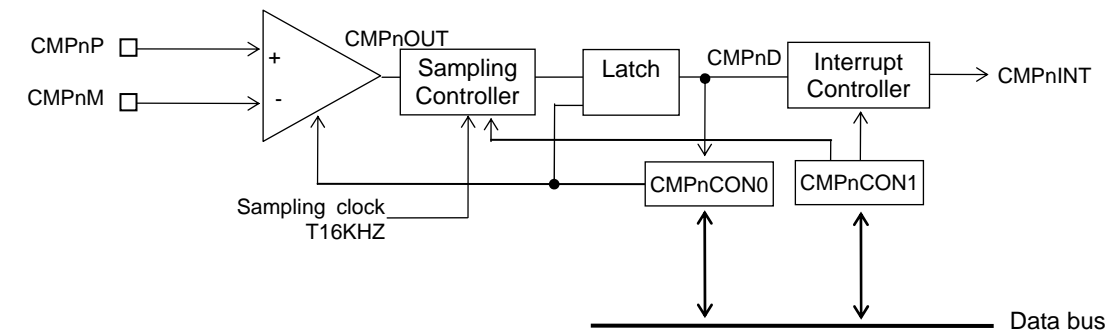 CMPnP
CMPnM
+
-
CMPnOUT
Sampling
Controller
Latch
CMPnD
Interrupt
Controller
CMPnINT
CMPnCON0
CMPnCON1
Sampling clock
T16KHZ
Data bus